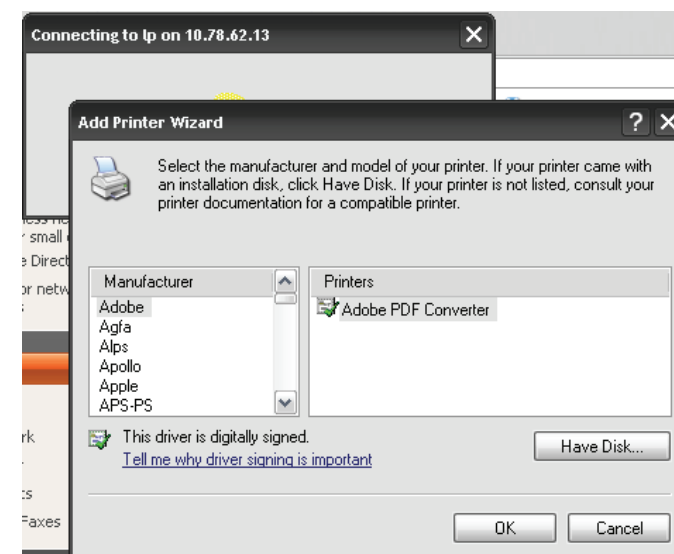 Connecting to lp on 10.78.62.13
Add Printer Wizard
Select the manufacturer and model of your printer. If your printer came with
an installation disk, click Have Disk. If your printer is not listed, consult your
printer documentation for a compatible printer.
small
Direct
or netw
Manufacturer
Adobe
Agfa
Alps
Apollo
Apple
APS-PS
Printers
Adobe PDF Converter
This driver is digitally signed.
Tell me why driver signing is important
Have Disk...
rk
ts
Faxes
OK
Cancel